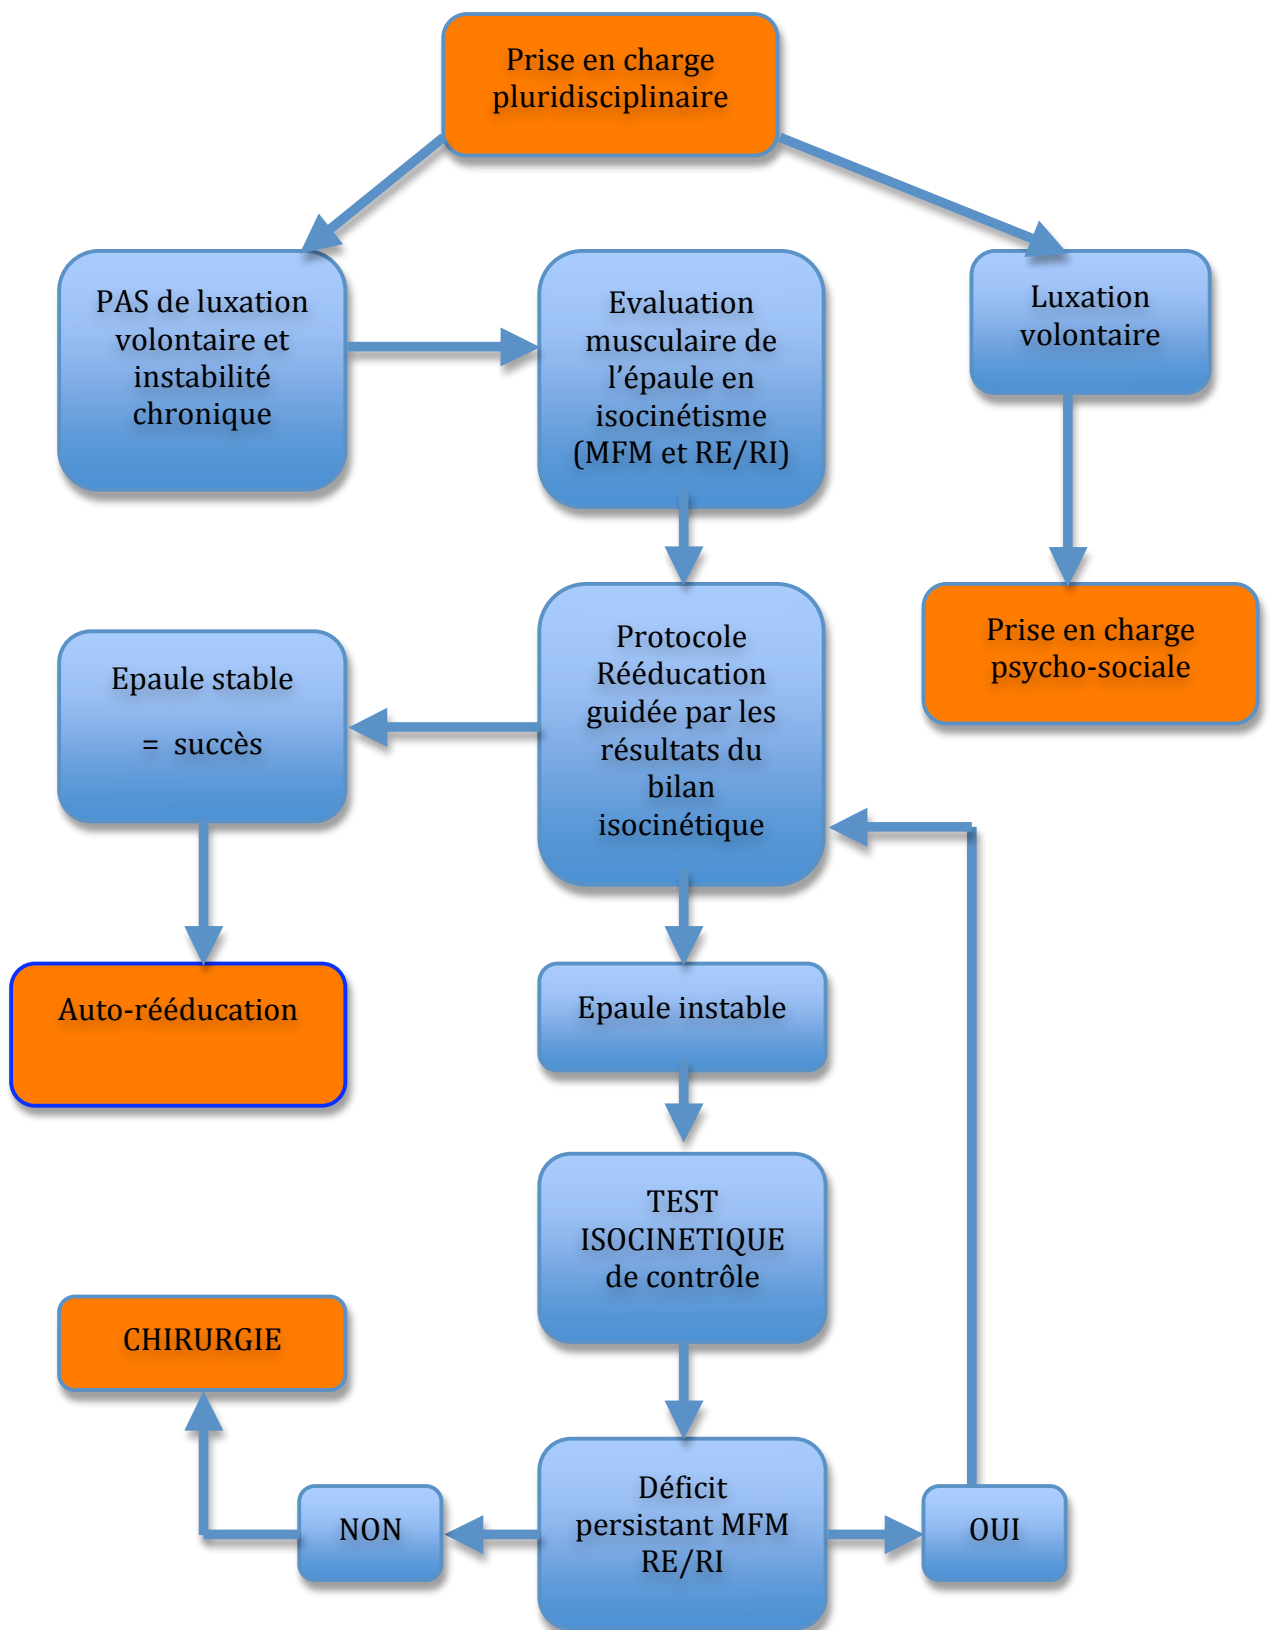 Prise en charge
pluridisciplinaire
PAS de luxation
volontaire et
instabilité
chronique
Evaluation
musculaire de
l’épaule en
isocinétisme
(MFM et RE/RI)
Luxation
volontaire
Protocole
Rééducation
guidée par les
résultats du
bilan
isocinétique
Prise en charge
psycho-sociale
Epaule stable
= succès
Auto-rééducation
Epaule instable
TEST
ISOCINETIQUE
de contrôle
CHIRURGIE
Déficit
persistant MFM
RE/RI
NON
OUI